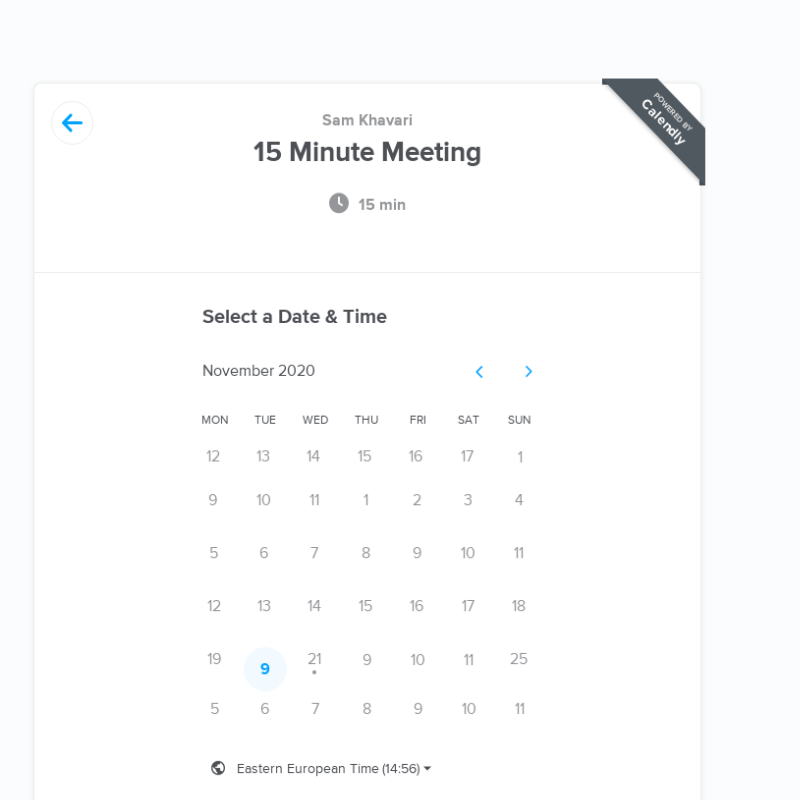 Sam Khavari
POWERED BY
Calendly
15 Minute Meeting
15 min
Select a Date & Time
November 2020
MON TUE WED THU FRI SAT SUN
12 13 14 15 16 17 1
9 10 11 1 2 3 4
5 6 7 8 9 10 11
12 13 14 15 16 17 18
19 9 21 9 10 11 25
5 6 7 8 9 10 11
Eastern European Time (14:56)